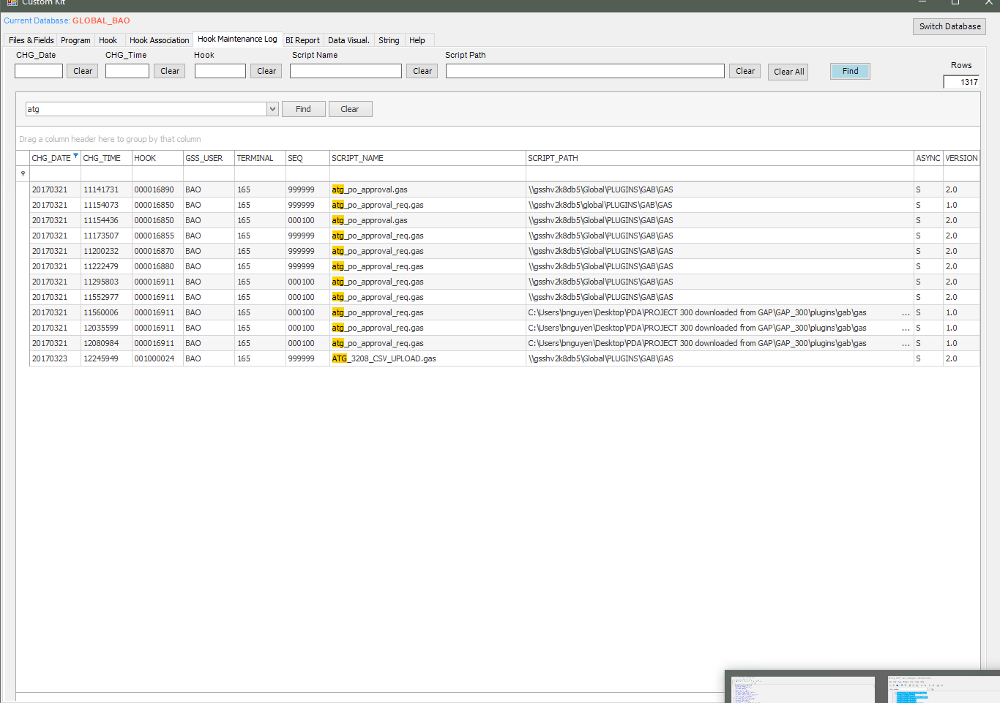 Custom Kit
Current Database: GLOBAL_BAO
Switch Database
Files & Fields Program Hook Hook Association Hook Maintenance Log BI Report Data Visual. String Help
CHG_Date CHG_Time Hook Script Name Script Path
Clear Clear Clear Clear Clear Clear All Find
Rows
1317
atg Find Clear
Drag a column header here to group by that column
CHG_DATE CHG_TIME HOOK GSS_USER TERMINAL SEQ SCRIPT_NAME SCRIPT_PATH ASYNC VERSION
20170321 11141731 000016890 BAO 165 999999 atg_po_approval.gas \\gsshv2k8db5\Global\PLUGINS\GAB\GAS S 2.0
20170321 11154073 000016850 BAO 165 999999 atg_po_approval_req.gas \\gsshv2k8db5\global\PLUGINS\GAB\GAS S 1.0
20170321 11154436 000016850 BAO 165 000100 atg_po_approval.gas \\gsshv2k8db5\Global\PLUGINS\GAB\GAS S 2.0
20170321 11173507 000016855 BAO 165 999999 atg_po_approval_req.gas \\gsshv2k8db5\Global\PLUGINS\GAB\GAS S 2.0
20170321 11200232 000016870 BAO 165 999999 atg_po_approval_req.gas \\gsshv2k8db5\Global\PLUGINS\GAB\GAS S 2.0
20170321 11222479 000016880 BAO 165 999999 atg_po_approval_req.gas \\gsshv2k8db5\Global\PLUGINS\GAB\GAS S 2.0
20170321 11295803 000016911 BAO 165 000100 atg_po_approval_req.gas \\gsshv2k8db5\Global\PLUGINS\GAB\GAS S 2.0
20170321 11552977 000016911 BAO 165 000100 atg_po_approval_req.gas \\gsshv2k8db5\Global\PLUGINS\GAB\GAS S 2.0
20170321 11560006 000016911 BAO 165 000100 atg_po_approval_req.gas C:\Users\bnguyen\Desktop\PDA\PROJECT 300 downloaded from GAP\GAP_300\plugins\gab\gas ... S 1.0
20170321 12035599 000016911 BAO 165 000100 atg_po_approval_req.gas C:\Users\bnguyen\Desktop\PDA\PROJECT 300 downloaded from GAP\GAP_300\plugins\gab\gas ... S 1.0
20170321 12080984 000016911 BAO 165 000100 atg_po_approval_req.gas C:\Users\bnguyen\Desktop\PDA\PROJECT 300 downloaded from GAP\GAP_300\plugins\gab\gas ... S 1.0
20170323 12245949 001000024 BAO 165 999999 ATG_3208_CSV_UPLOAD.gas \\gsshv2k8db5\Global\PLUGINS\GAB\GAS S 2.0